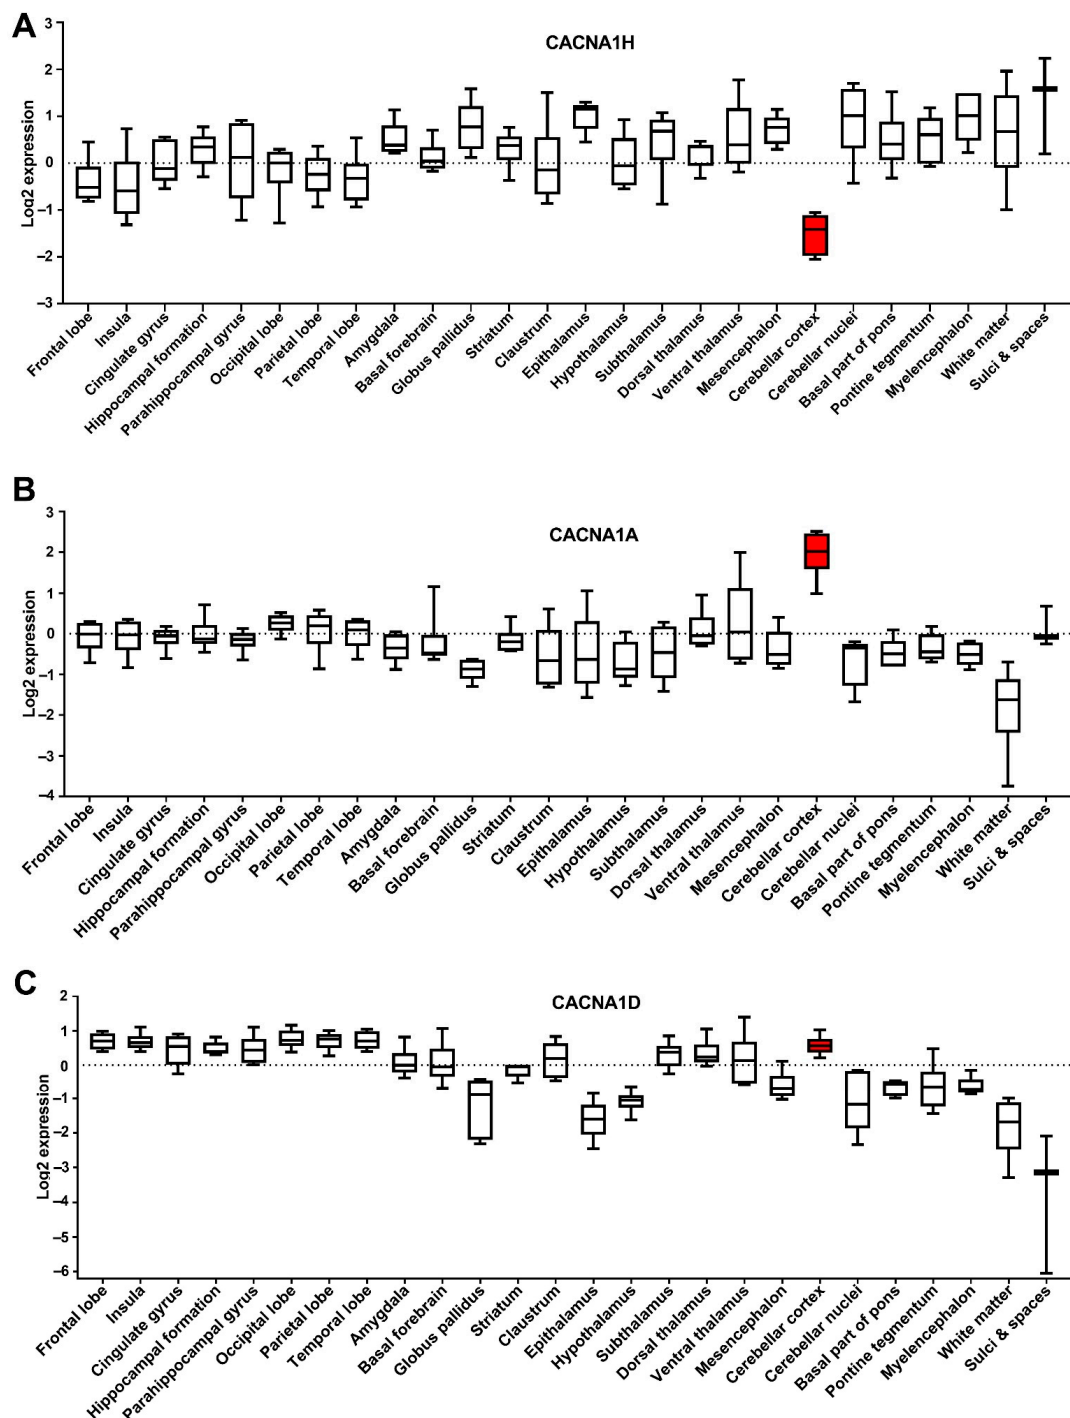 A
CACNA1H
Log2 expression
3
2
1
0
–1
–2
–3
Frontal lobe
Insula
Cingulate gyrus
Hippocampal formation
Parahippocampal gyrus
Occipital lobe
Parietal lobe
Temporal lobe
Amygdala
Basal forebrain
Globus pallidus
Striatum
Claustrum
Epithalamus
Hypothalamus
Subthalamus
Dorsal thalamus
Ventral thalamus
Mesencephalon
Cerebellar cortex
Cerebellar nuclei
Basal part of pons
Pontine tegmentum
Myelencephalon
White matter
Sulci & spaces
B
CACNA1A
Log2 expression
3
2
1
0
–1
–2
–3
–4
Frontal lobe
Insula
Cingulate gyrus
Hippocampal formation
Parahippocampal gyrus
Occipital lobe
Parietal lobe
Temporal lobe
Amygdala
Basal forebrain
Globus pallidus
Striatum
Claustrum
Epithalamus
Hypothalamus
Subthalamus
Dorsal thalamus
Ventral thalamus
Mesencephalon
Cerebellar cortex
Cerebellar nuclei
Basal part of pons
Pontine tegmentum
Myelencephalon
White matter
Sulci & spaces
C
CACNA1D
Log2 expression
2
1
0
–1
–2
–3
–4
–5
–6
Frontal lobe
Insula
Cingulate gyrus
Hippocampal formation
Parahippocampal gyrus
Occipital lobe
Parietal lobe
Temporal lobe
Amygdala
Basal forebrain
Globus pallidus
Striatum
Claustrum
Epithalamus
Hypothalamus
Subthalamus
Dorsal thalamus
Ventral thalamus
Mesencephalon
Cerebellar cortex
Cerebellar nuclei
Basal part of pons
Pontine tegmentum
Myelencephalon
White matter
Sulci & spaces